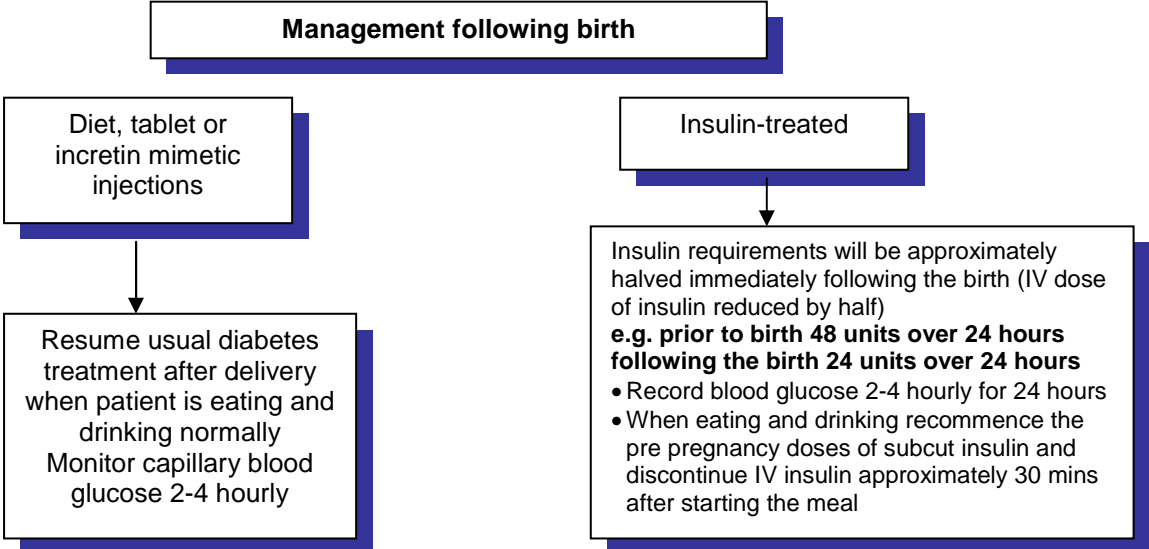 Management following birth
Diet, tablet or
incretin mimetic
injections
Resume usual diabetes
treatment after delivery
when patient is eating and
drinking normally
Monitor capillary blood
glucose 2-4 hourly
Insulin-treated
Insulin requirements will be approximately
halved immediately following the birth (IV dose
of insulin reduced by half)
e.g. prior to birth 48 units over 24 hours
following the birth 24 units over 24 hours
• Record blood glucose 2-4 hourly for 24 hours
• When eating and drinking recommence the
pre pregnancy doses of subcut insulin and
discontinue IV insulin approximately 30 mins
after starting the meal